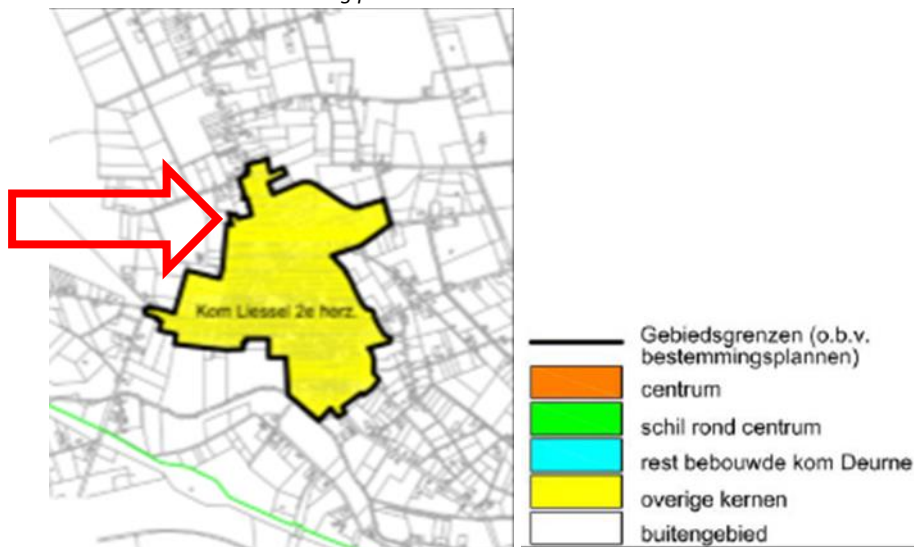 Kom Liessel 2e herz.
Gebiedsgrenzen (o.b.v.
bestemmingsplannen)
centrum
schil rond centrum
rest bebouwde kom Deurne
overige kernen
buitengebied